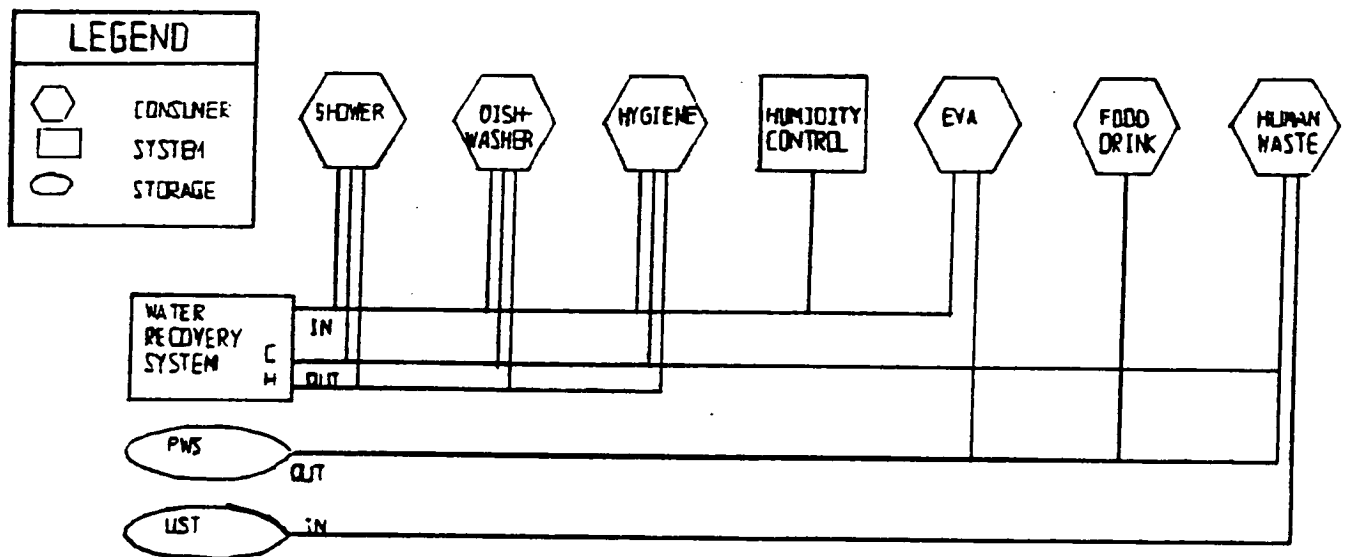 LEGEND
CONSUMER
SYSTEM
STORAGE
SHOWER
DISH-
WASHER
HYGIENE
HUMIDITY
CONTROL
EVA
FOOD
DRINK
HUMAN
WASTE
WATER
RECOVERY
SYSTEM
IN
C
H
OUT
PWS
OUT
UST
IN